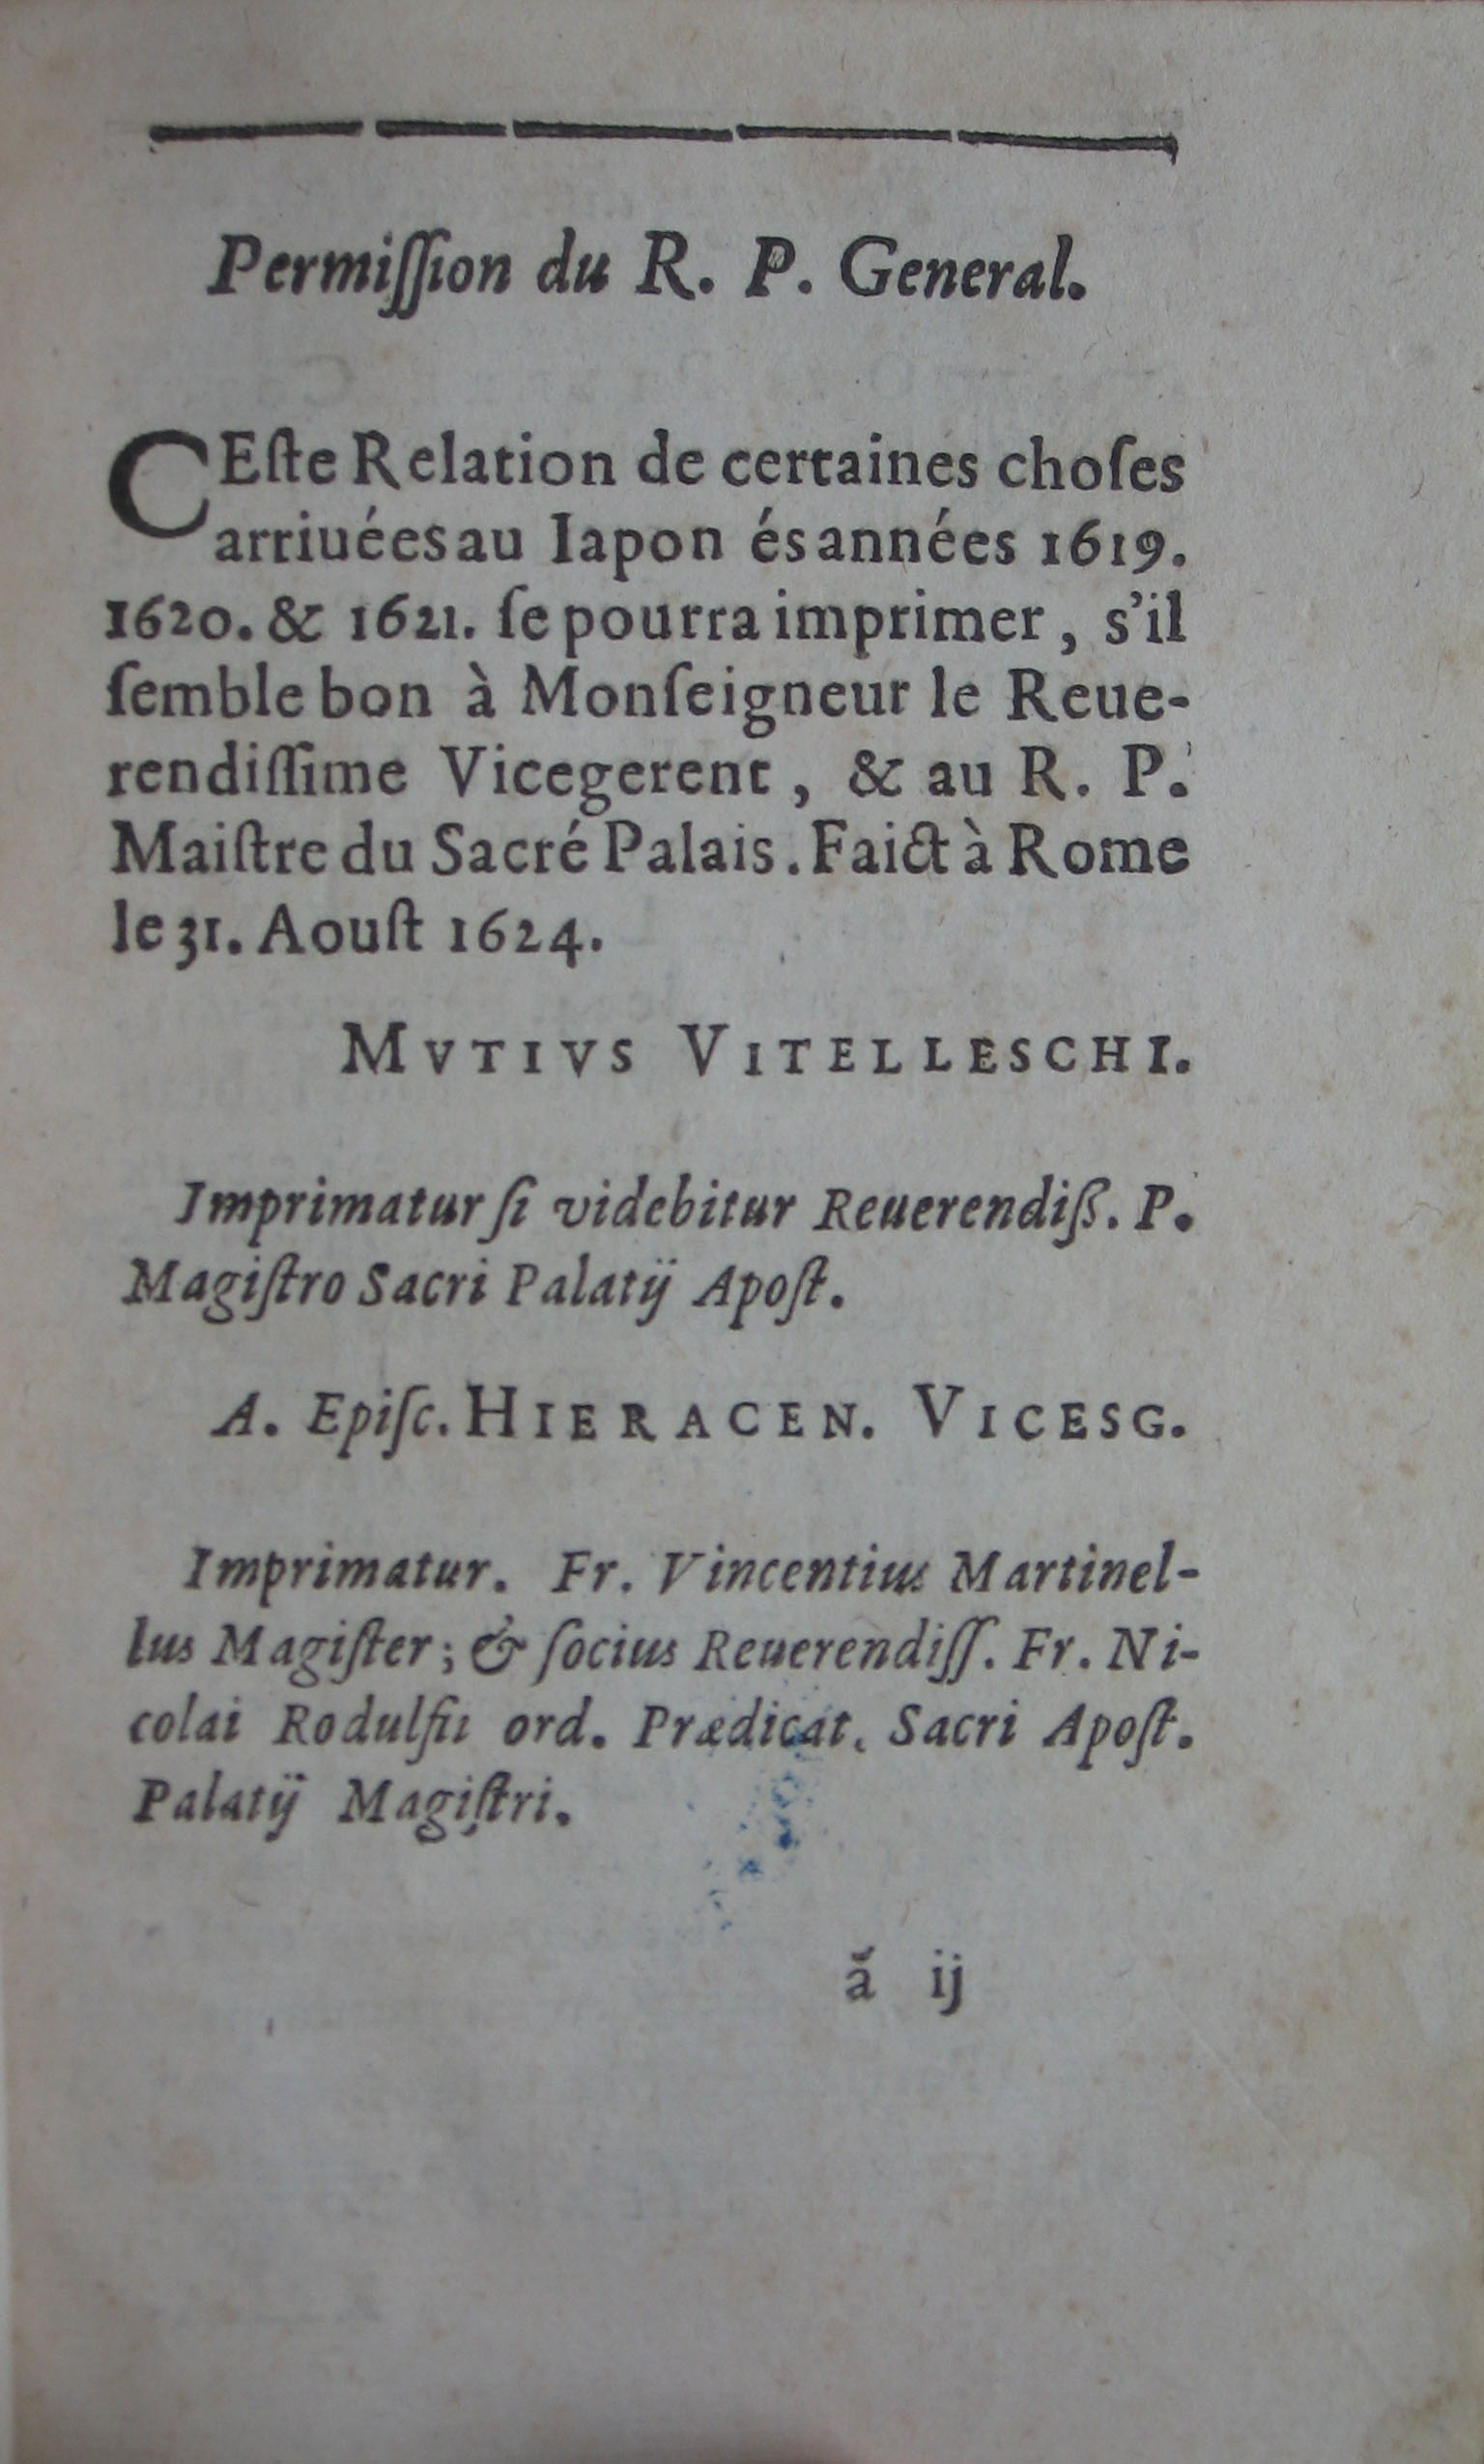 Permiſſion du R. P. General.
CEſte Relation de certaines choſes
arriuées au Iapon és années 1619.
1620. & 1621. ſe pourra imprimer, s'il
ſemble bon à Monſeigneur le Reue-
rendiſſime Vicegerent, & au R. P.
Maiſtre du Sacré Palais. Faict à Rome
le 31. Aouſt 1624.
MVTIVS VITELLESCHI.
Imprimatur ſi videbitur Reuerendiß. P.
Magiſtro Sacri Palatij Apoſt.
A. Epiſc. HIERACEN. VICESG.
Imprimatur. Fr. Vincentius Martinel-
lus Magiſter; & ſocius Reuerendiſſ. Fr. Ni-
colai Rodulfii ord. Prædicat. Sacri Apoſt.
Palatij Magiſtri.
ã ij